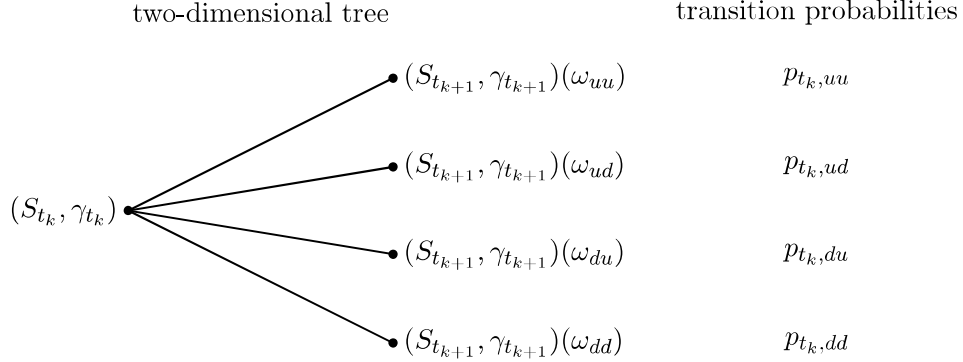 two-dimensional tree transition probabilities
(S_{t_{k+1}}, γ_{t_{k+1}})(ω_{uu}) p_{t_k,uu}
(S_{t_{k+1}}, γ_{t_{k+1}})(ω_{ud}) p_{t_k,ud}
(S_{t_k}, γ_{t_k})
(S_{t_{k+1}}, γ_{t_{k+1}})(ω_{du}) p_{t_k,du}
(S_{t_{k+1}}, γ_{t_{k+1}})(ω_{dd}) p_{t_k,dd}